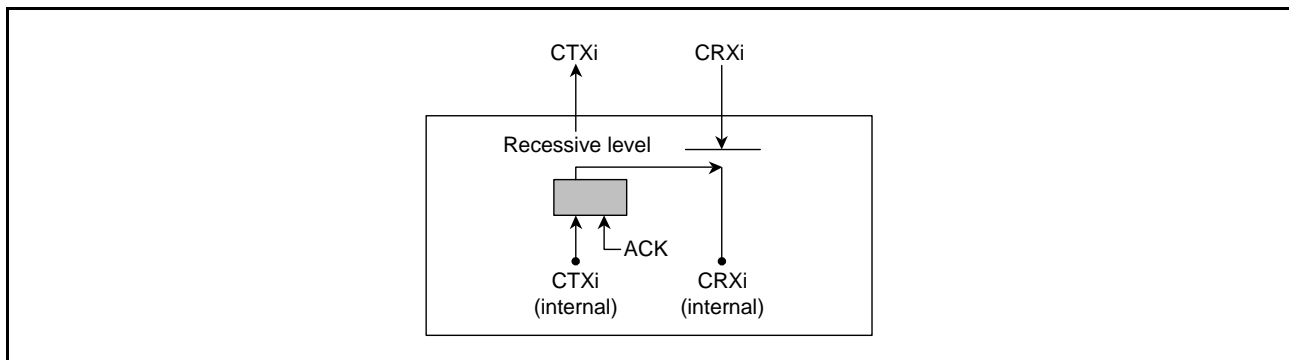 CTXi
CRXi
Recessive level
ACK
CTXi
(internal)
CRXi
(internal)